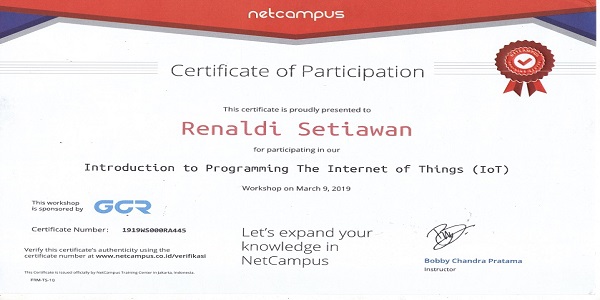 netcampus
Certificate of Participation
This certificate is proudly presented to
Renaldi Setiawan
for participating in our
Introduction to Programming The Internet of Things (IoT)
Workshop on March 9, 2019
This workshop
is sponsored by
GCR
Certificate Number: 1919WS000RA445
Let's expand your
knowledge in
NetCampus
Verify this certificate's authenticity using the
certificate number at www.netcampus.co.id/verifikasi
Bobby Chandra Pratama
Instructor
This Certificate is issued officially by NetCampus Training Center in Jakarta, Indonesia.
FRM-TS-10